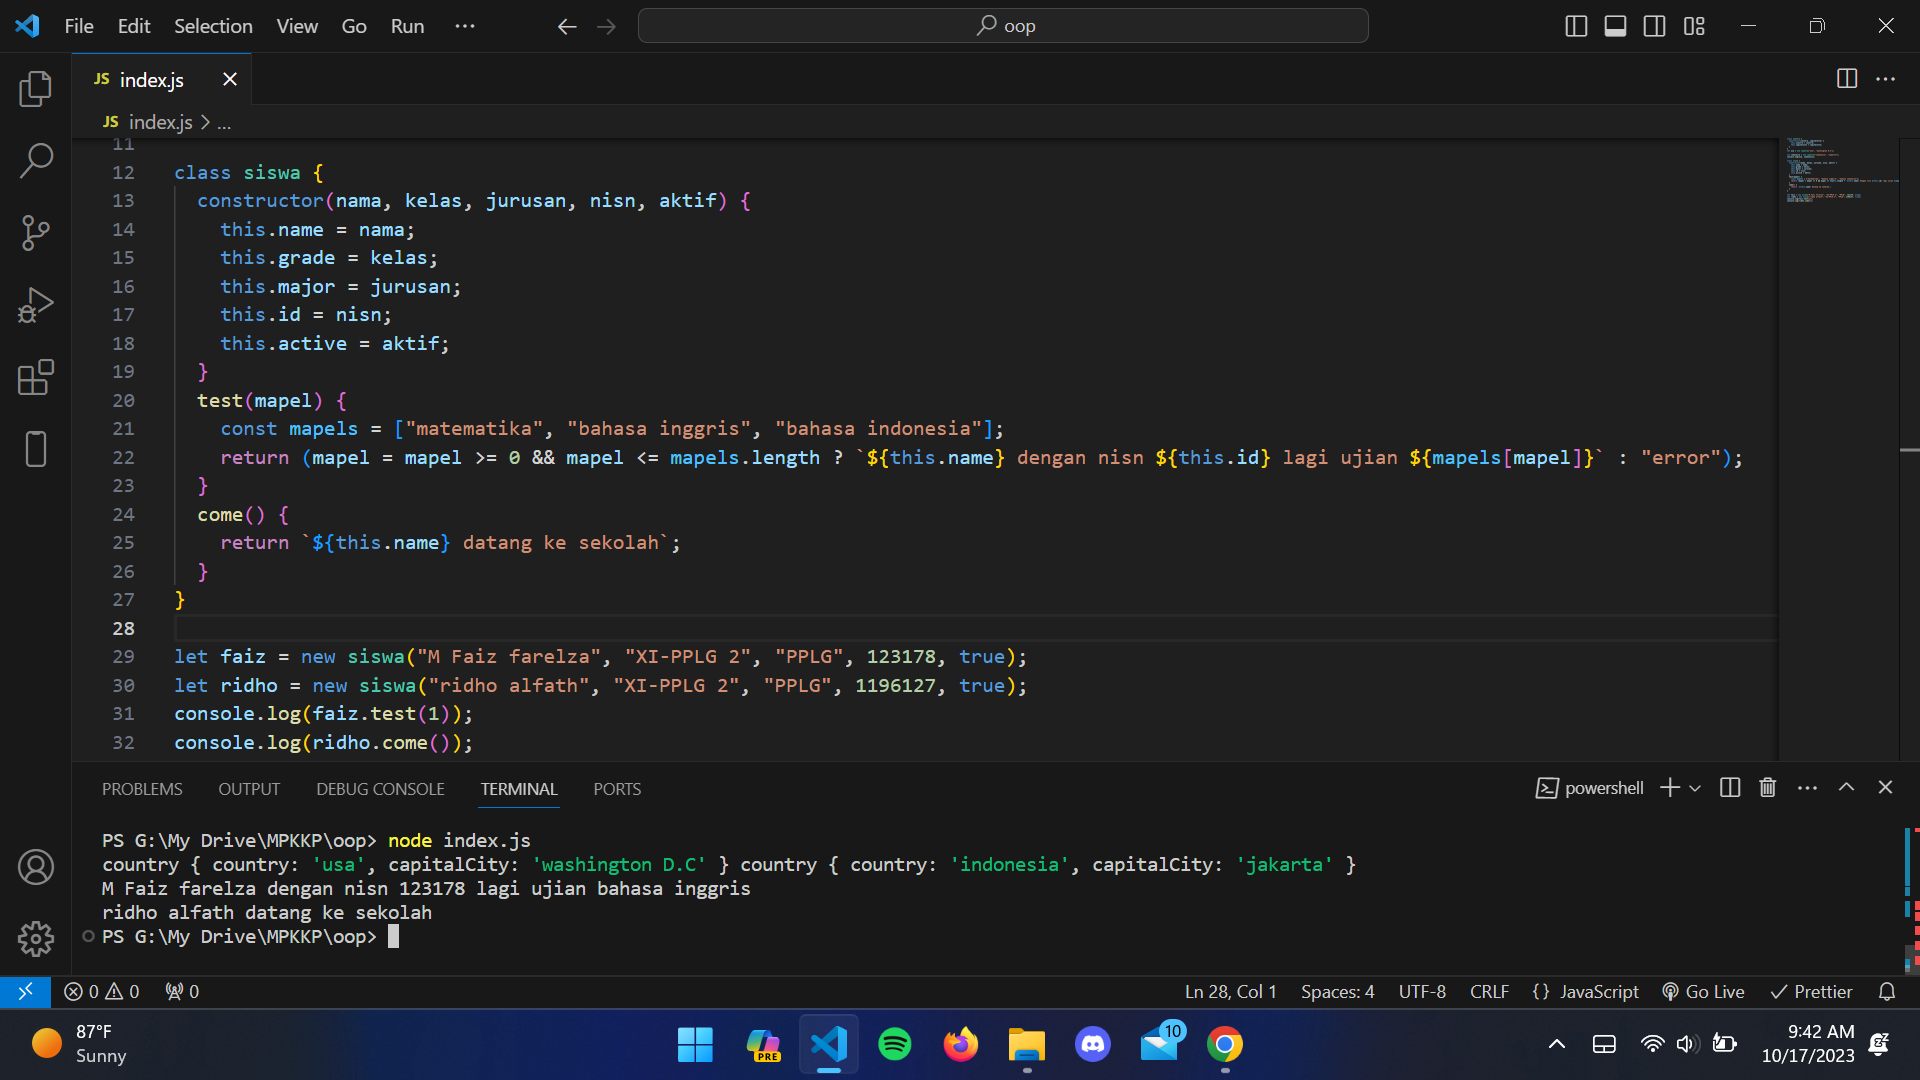 File Edit Selection View Go Run ··· oop
JS index.js
JS index.js > ...
11
12 class siswa {
13 constructor(nama, kelas, jurusan, nisn, aktif) {
14 this.name = nama;
15 this.grade = kelas;
16 this.major = jurusan;
17 this.id = nisn;
18 this.active = aktif;
19 }
20 test(mapel) {
21 const mapels = ["matematika", "bahasa inggris", "bahasa indonesia"];
22 return (mapel = mapel >= 0 && mapel <= mapels.length ? `${this.name} dengan nisn ${this.id} lagi ujian ${mapels[mapel]}` : "error");
23 }
24 come() {
25 return `${this.name} datang ke sekolah`;
26 }
27 }
28
29 let faiz = new siswa("M Faiz farelza", "XI-PPLG 2", "PPLG", 123178, true);
30 let ridho = new siswa("ridho alfath", "XI-PPLG 2", "PPLG", 1196127, true);
31 console.log(faiz.test(1));
32 console.log(ridho.come());
PROBLEMS OUTPUT DEBUG CONSOLE TERMINAL PORTS powershell
PS G:\My Drive\MPKKP\oop> node index.js
country { country: 'usa', capitalCity: 'washington D.C' } country { country: 'indonesia', capitalCity: 'jakarta' }
M Faiz farelza dengan nisn 123178 lagi ujian bahasa inggris
ridho alfath datang ke sekolah
PS G:\My Drive\MPKKP\oop>
0 0 0 Ln 28, Col 1 Spaces: 4 UTF-8 CRLF {} JavaScript Go Live Prettier
87°F
Sunny
PRE
10
9:42 AM
10/17/2023